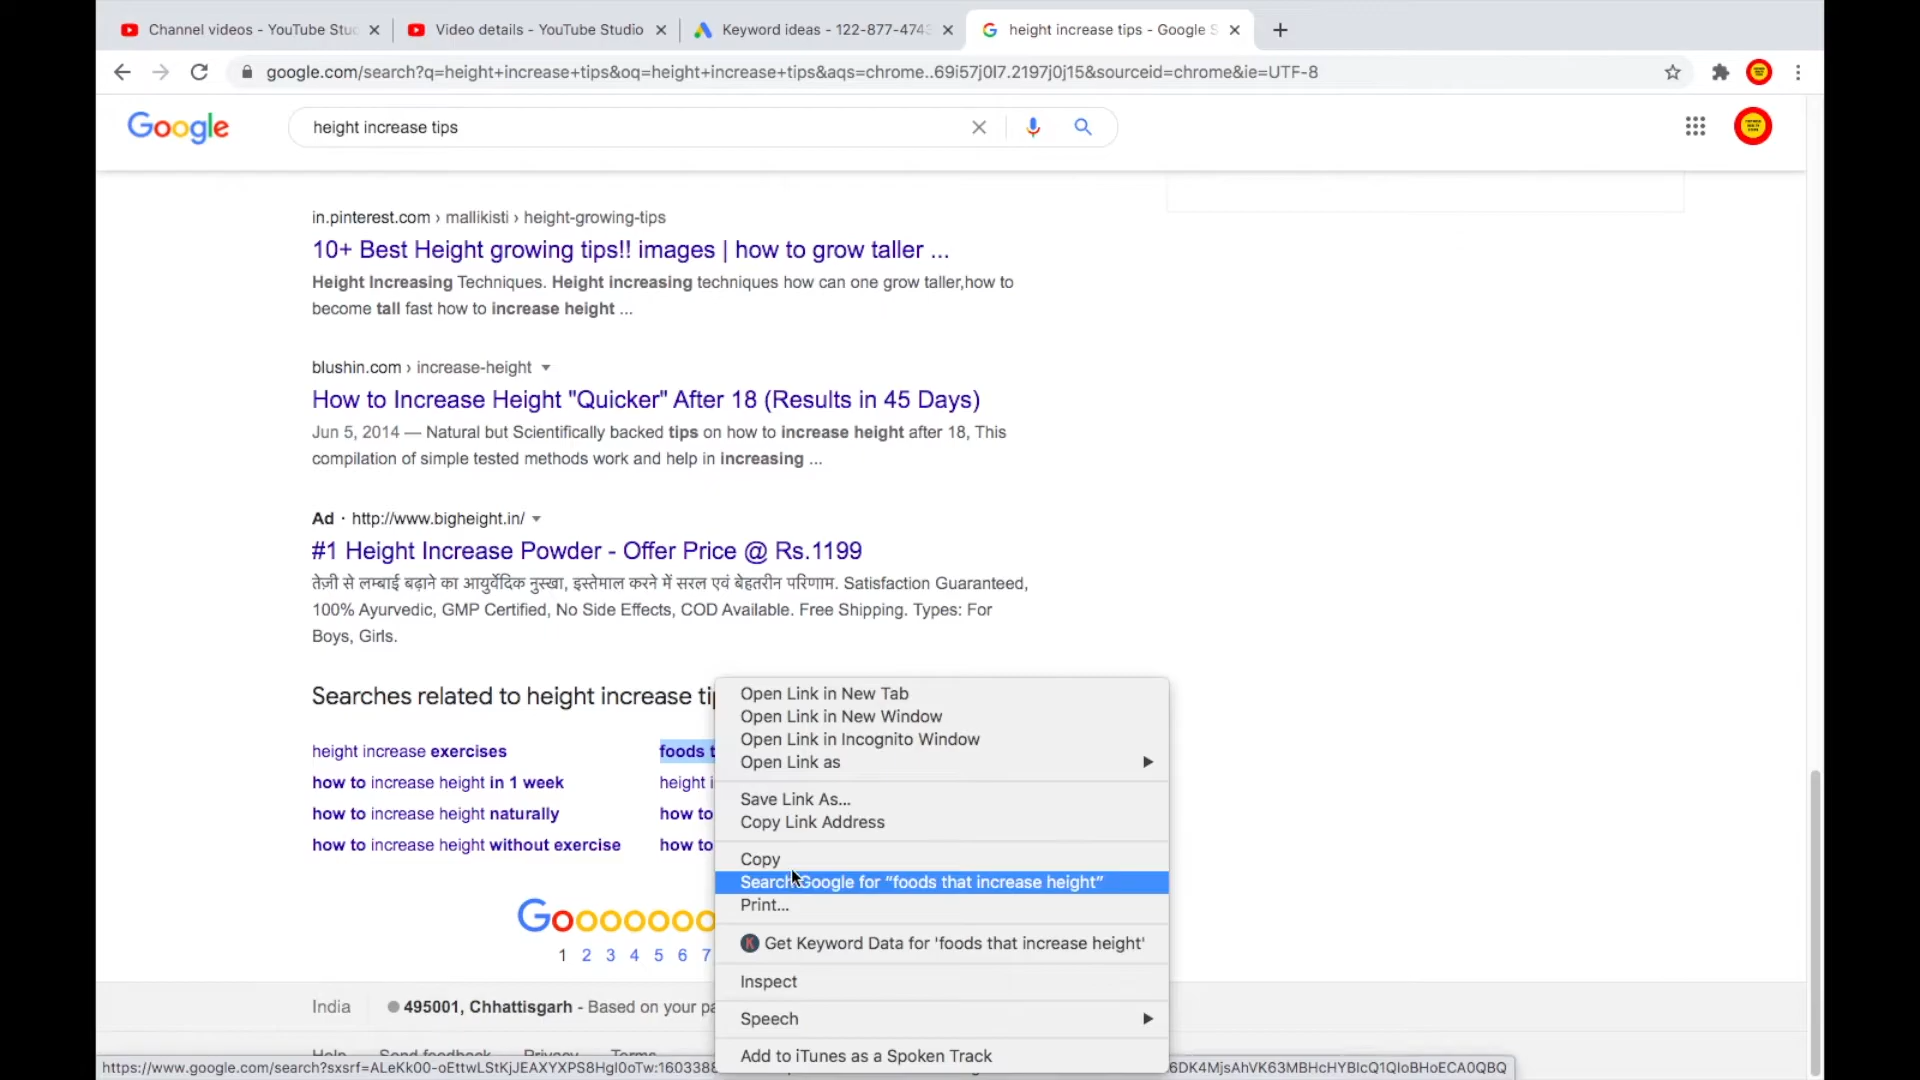 Channel videos - YouTube Stu
Video details - YouTube Studio
Keyword ideas - 122-877-474
height increase tips - Google S
google.com/search?q=height+increase+tips&oq=height+increase+tips&aqs=chrome..69i57j0l7.2197j0j15&sourceid=chrome&ie=UTF-8
Google
height increase tips
in.pinterest.com › mallikisti › height-growing-tips
10+ Best Height growing tips!! images | how to grow taller ...
Height Increasing Techniques. Height increasing techniques how can one grow taller,how to
become tall fast how to increase height ...
blushin.com › increase-height
How to Increase Height "Quicker" After 18 (Results in 45 Days)
Jun 5, 2014 — Natural but Scientifically backed tips on how to increase height after 18, This
compilation of simple tested methods work and help in increasing ...
Ad · http://www.bigheight.in/
#1 Height Increase Powder - Offer Price @ Rs.1199
तेज़ी से लम्बाई बढ़ाने का आयुर्वेदिक नुस्खा, इस्तेमाल करने में सरल एवं बेहतरीन परिणाम. Satisfaction Guaranteed,
100% Ayurvedic, GMP Certified, No Side Effects, COD Available. Free Shipping. Types: For
Boys, Girls.
Searches related to height increase ti
height increase exercises
foods t
how to increase height in 1 week
height i
how to increase height naturally
how to
how to increase height without exercise
how to
Gooooooo
1 2 3 4 5 6 7
India
495001, Chhattisgarh - Based on your pa
Help Send feedback Privacy Terms
Open Link in New Tab
Open Link in New Window
Open Link in Incognito Window
Open Link as
Save Link As...
Copy Link Address
Copy
Search Google for “foods that increase height”
Print...
Get Keyword Data for 'foods that increase height'
Inspect
Speech
Add to iTunes as a Spoken Track